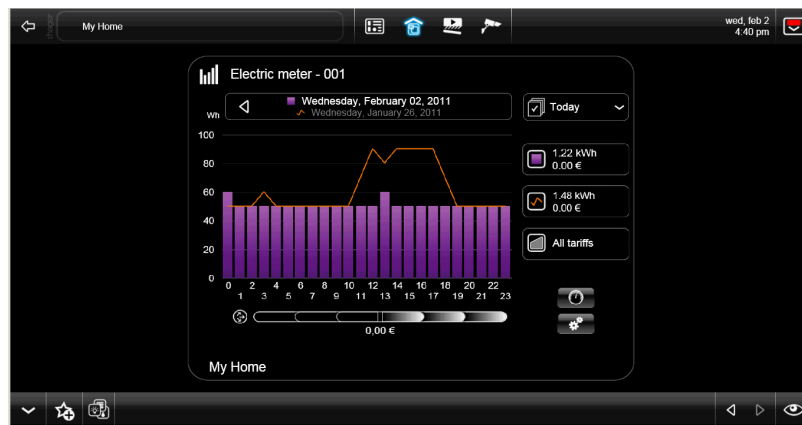 My Home
wed, feb 2
4:40 pm
Electric meter - 001
Wednesday, February 02, 2011
Wednesday, January 26, 2011
Today
Wh
100
80
60
40
20
0
1.22 kWh
0.00 €
1.48 kWh
0.00 €
All tariffs
0 2 4 6 8 10 12 14 16 18 20 22
1 3 5 7 9 11 13 15 17 19 21 23
0,00 €
My Home